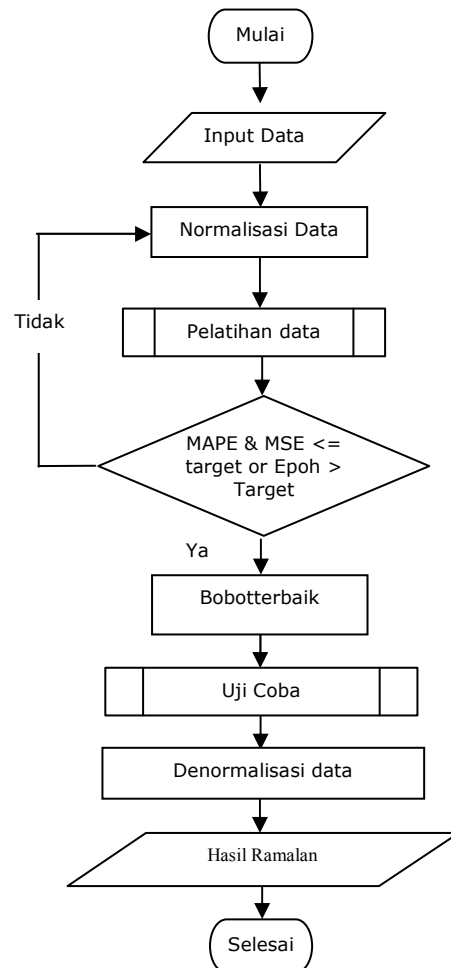 Mulai
Input Data
Normalisasi Data
Tidak
Pelatihan data
MAPE & MSE <=
target or Epoh >
Target
Ya
Bobotterbaik
Uji Coba
Denormalisasi data
Hasil Ramalan
Selesai